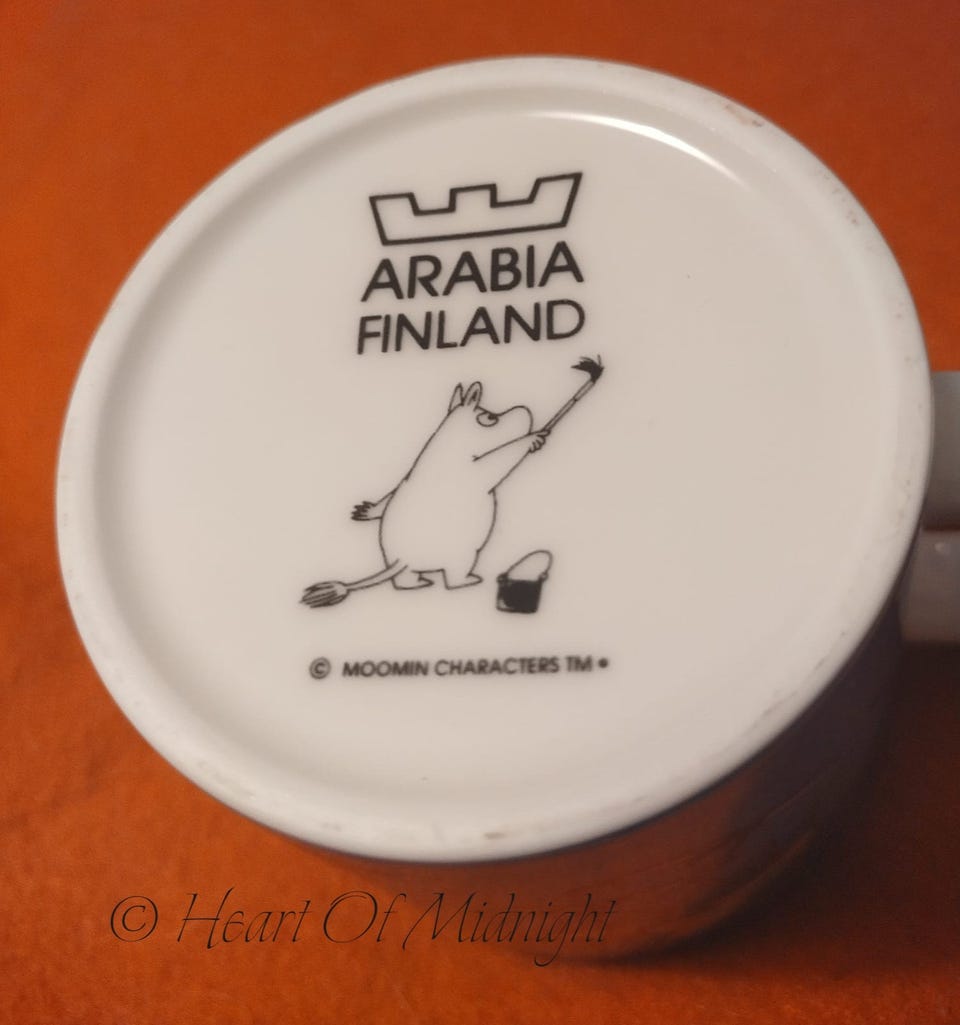 ARABIA
FINLAND
© MOOMIN CHARACTERS TM •
© Heart Of Midnight